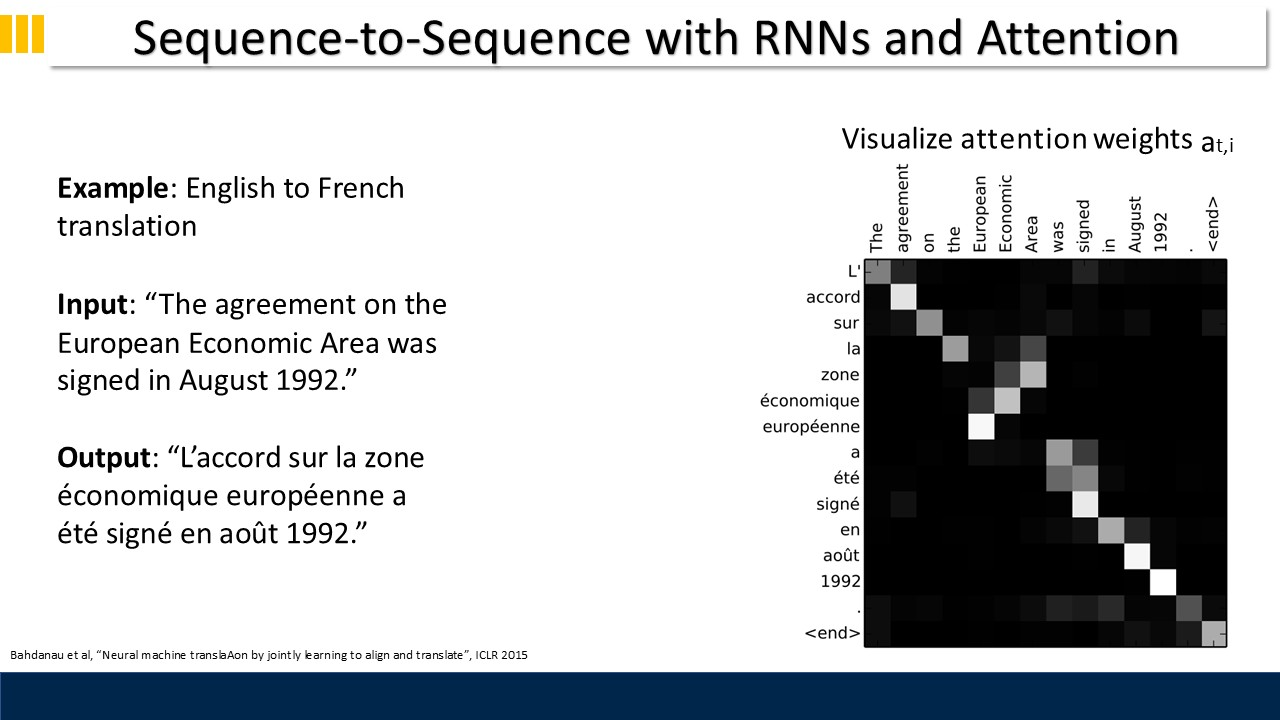 Sequence-to-Sequence with RNNs and Attention
Visualize attention weights at,i
Example: English to French
translation
Input: “The agreement on the
European Economic Area was
signed in August 1992.”
Output: “L’accord sur la zone
économique européenne a
été signé en août 1992.”
The
agreement
on
the
European
Economic
Area
was
signed
in
August
1992
.
<end>
L'
accord
sur
la
zone
économique
européenne
a
été
signé
en
août
1992
.
<end>
Bahdanau et al, “Neural machine translaAon by jointly learning to align and translate”, ICLR 2015